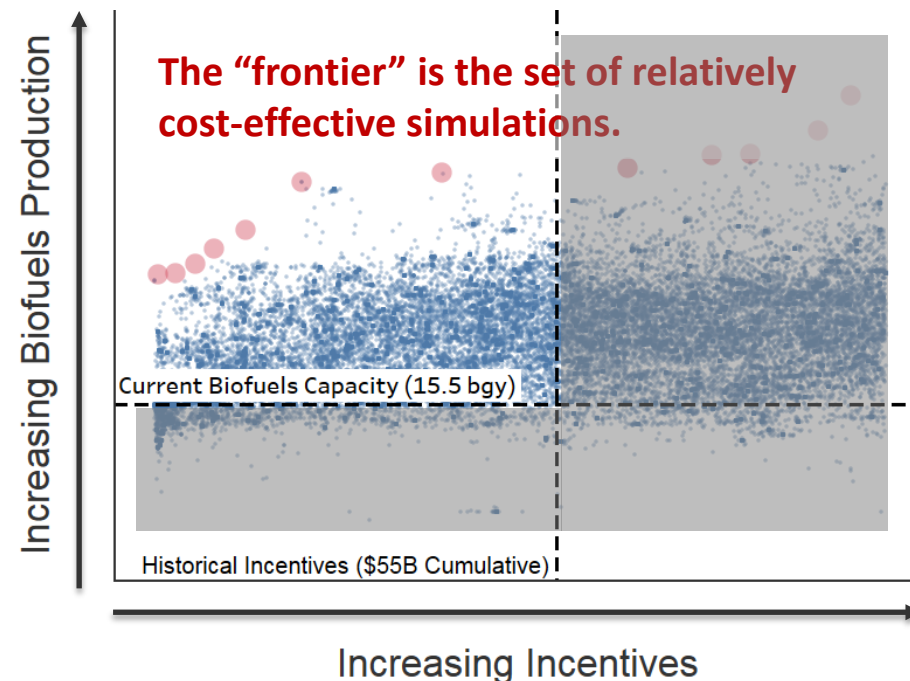 The “frontier” is the set of relatively
cost-effective simulations.
Increasing Biofuels Production
Current Biofuels Capacity (15.5 bgy)
Historical Incentives ($55B Cumulative)
Increasing Incentives